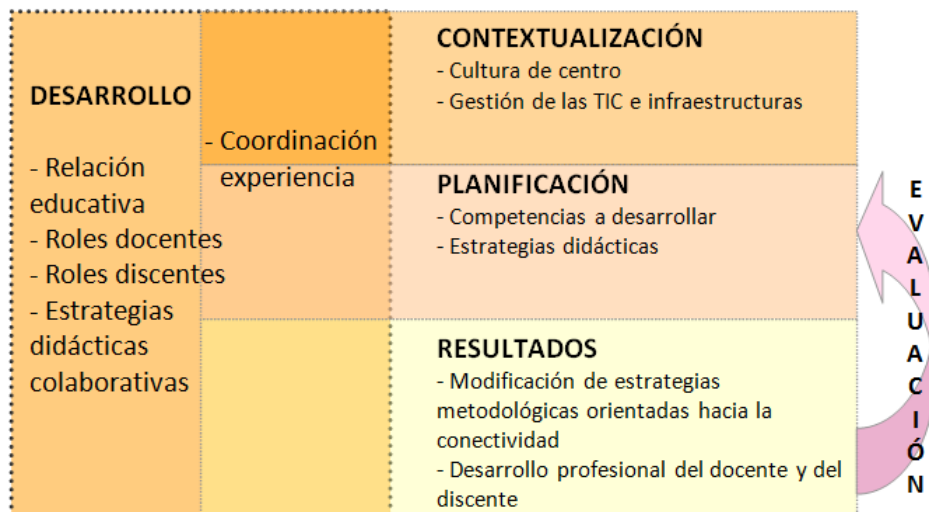 DESARROLLO
- Relación
educativa
- Roles docentes
- Roles discentes
- Estrategias
didácticas
colaborativas
- Coordinación
experiencia
CONTEXTUALIZACIÓN
- Cultura de centro
- Gestión de las TIC e infraestructuras
PLANIFICACIÓN
- Competencias a desarrollar
- Estrategias didácticas
RESULTADOS
- Modificación de estrategias
metodológicas orientadas hacia la
conectividad
- Desarrollo profesional del docente y del
discente
EVALUACIÓN